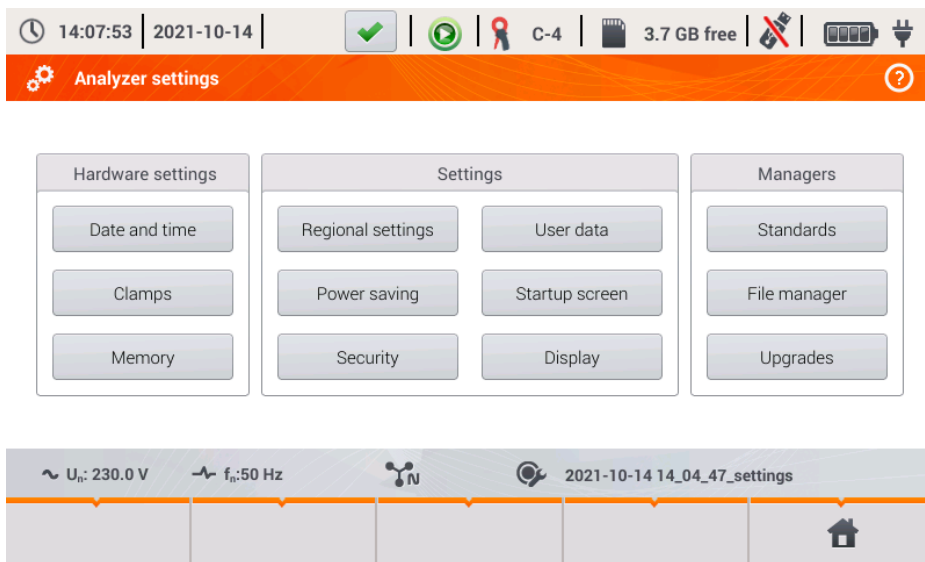 14:07:53 2021-10-14 C-4 3.7 GB free
Analyzer settings ?
Hardware settings
Date and time
Clamps
Memory
Settings
Regional settings User data
Power saving Startup screen
Security Display
Managers
Standards
File manager
Upgrades
Un: 230.0 V fn:50 Hz N 2021-10-14 14_04_47_settings